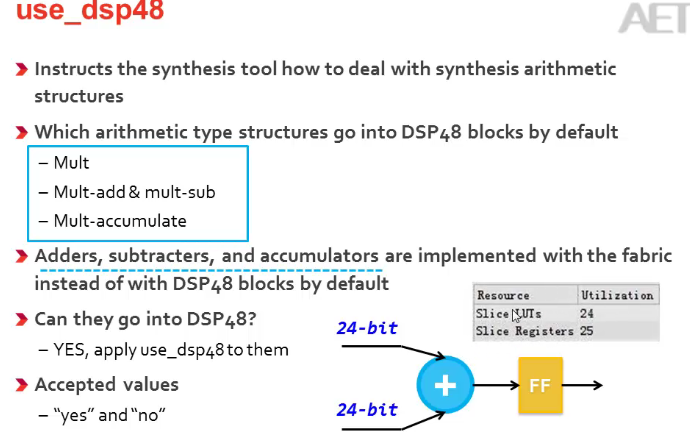 use_dsp48
AET
Instructs the synthesis tool how to deal with synthesis arithmetic
structures
Which arithmetic type structures go into DSP48 blocks by default
– Mult
– Mult-add & mult-sub
– Mult-accumulate
Adders, subtracters, and accumulators are implemented with the fabric
instead of with DSP48 blocks by default
Resource Utilization
Slice LUTs 24
Slice Registers 25
Can they go into DSP48?
– YES, apply use_dsp48 to them
Accepted values
– "yes" and "no"
24-bit
24-bit
+
FF